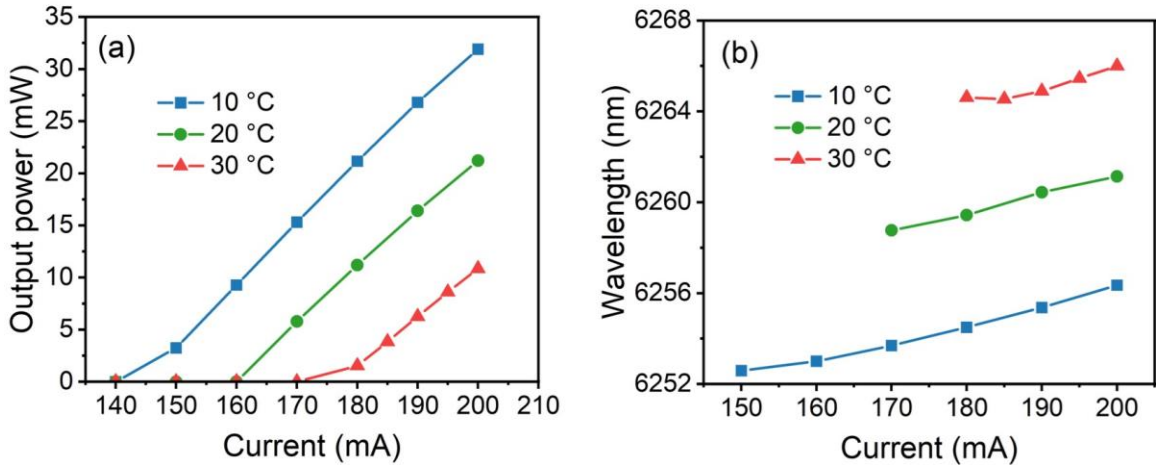 (a)
10 °C
20 °C
30 °C
Output power (mW)
35
30
25
20
15
10
5
0
140 150 160 170 180 190 200 210
Current (mA)
(b)
10 °C
20 °C
30 °C
Wavelength (nm)
6268
6264
6260
6256
6252
150 160 170 180 190 200
Current (mA)